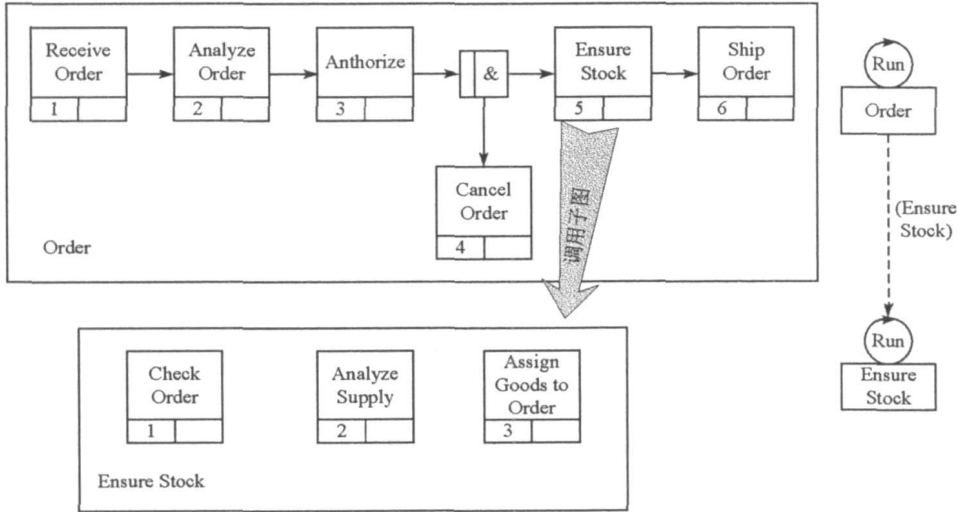 Receive
Order
1
Analyze
Order
2
Anthorize
3
&
Ensure
Stock
5
Ship
Order
6
Cancel
Order
4
Order
调用子图
Check
Order
1
Analyze
Supply
2
Assign
Goods to
Order
3
Ensure Stock
Run
Order
(Ensure
Stock)
Run
Ensure
Stock